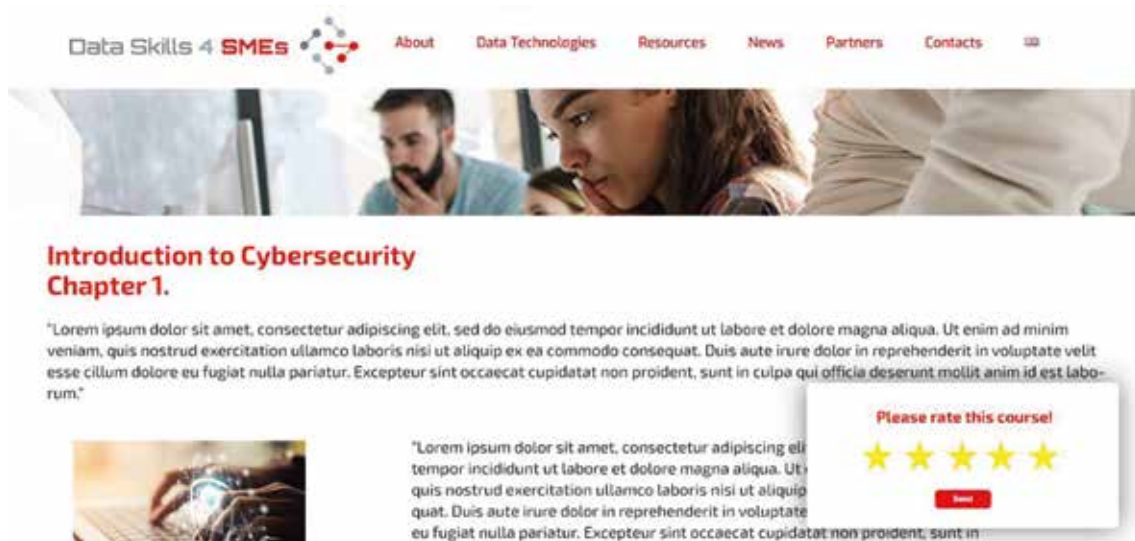 Data Skills 4 SMEs
About Data Technologies Resources News Partners Contacts
Introduction to Cybersecurity
Chapter 1.
"Lorem ipsum dolor sit amet, consectetur adipiscing elit, sed do eiusmod tempor incididunt ut labore et dolore magna aliqua. Ut enim ad minim
veniam, quis nostrud exercitation ullamco laboris nisi ut aliquip ex ea commodo consequat. Duis aute irure dolor in reprehenderit in voluptate velit
esse cillum dolore eu fugiat nulla pariatur. Excepteur sint occaecat cupidatat non proident, sunt in culpa qui officia deserunt mollit anim id est labo-
rum."
"Lorem ipsum dolor sit amet, consectetur adipiscing eli
tempor incididunt ut labore et dolore magna aliqua. Ut
quis nostrud exercitation ullamco laboris nisi ut aliquip
quat. Duis aute irure dolor in reprehenderit in voluptate
eu fugiat nulla pariatur. Excepteur sint occaecat cupidatat non proident, sunt in
Please rate this course!
Send